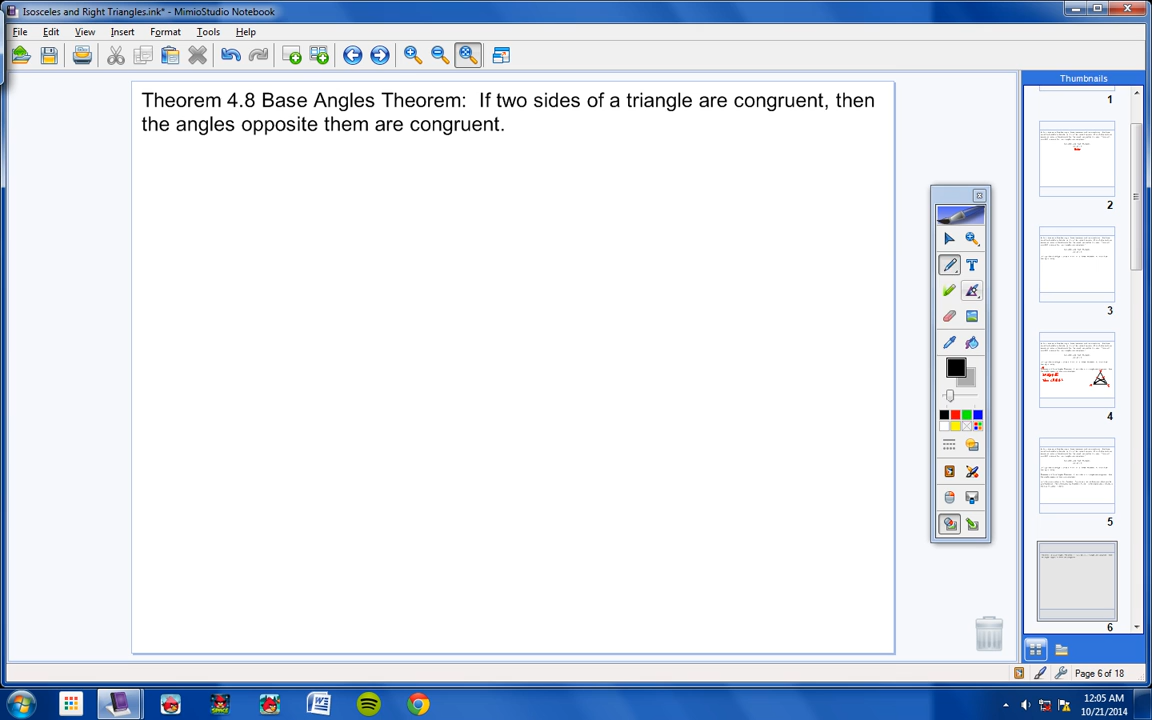 Isosceles and Right Triangles.ink* - MimioStudio Notebook
File Edit View Insert Format Tools Help
Thumbnails
Theorem 4.8 Base Angles Theorem: If two sides of a triangle are congruent, then
the angles opposite them are congruent.
1
2
3
4
5
6
T
Page 6 of 18
12:05 AM
10/21/2014